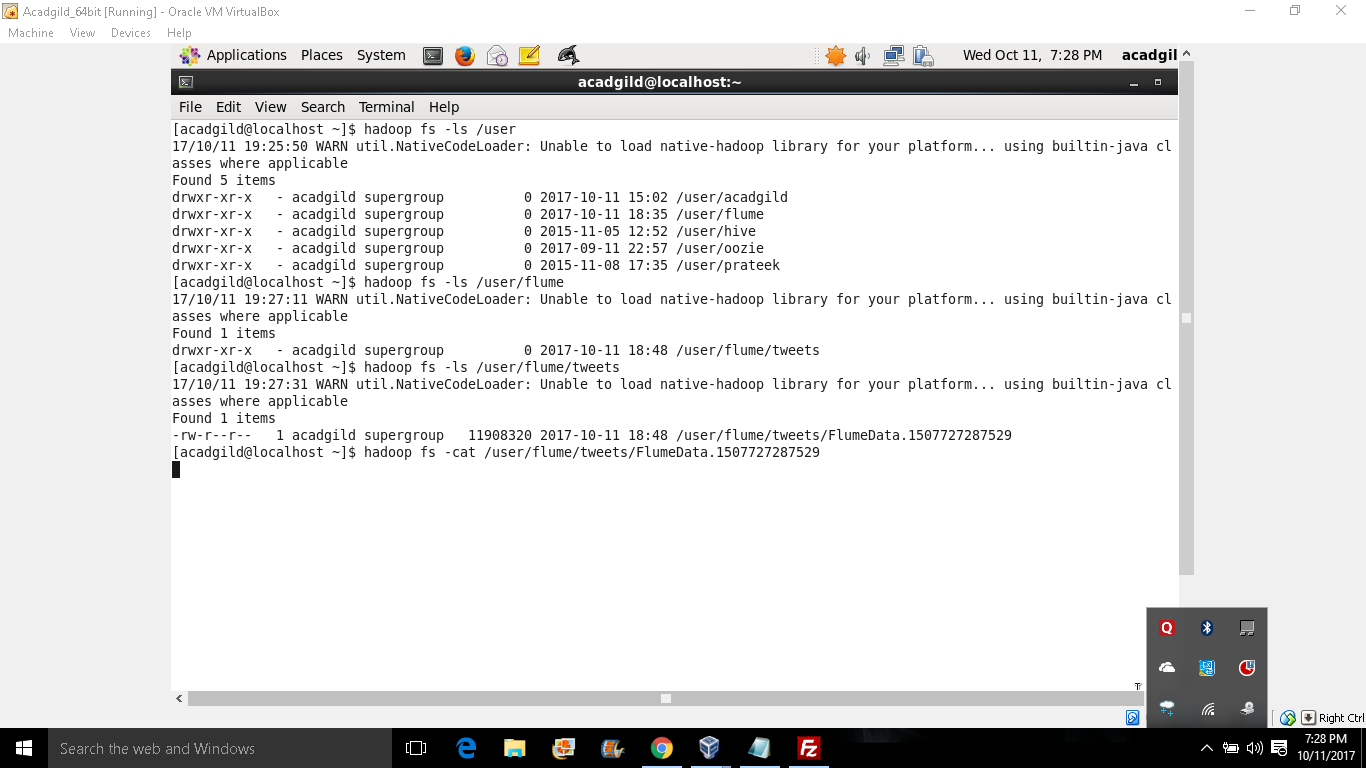 Acadgild_64bit [Running] - Oracle VM VirtualBox
Machine View Devices Help
Applications Places System Wed Oct 11, 7:28 PM acadgil
acadgild@localhost:~
File Edit View Search Terminal Help
[acadgild@localhost ~]$ hadoop fs -ls /user
17/10/11 19:25:50 WARN util.NativeCodeLoader: Unable to load native-hadoop library for your platform... using builtin-java cl
asses where applicable
Found 5 items
drwxr-xr-x   - acadgild supergroup          0 2017-10-11 15:02 /user/acadgild
drwxr-xr-x   - acadgild supergroup          0 2017-10-11 18:35 /user/flume
drwxr-xr-x   - acadgild supergroup          0 2015-11-05 12:52 /user/hive
drwxr-xr-x   - acadgild supergroup          0 2017-09-11 22:57 /user/oozie
drwxr-xr-x   - acadgild supergroup          0 2015-11-08 17:35 /user/prateek
[acadgild@localhost ~]$ hadoop fs -ls /user/flume
17/10/11 19:27:11 WARN util.NativeCodeLoader: Unable to load native-hadoop library for your platform... using builtin-java cl
asses where applicable
Found 1 items
drwxr-xr-x   - acadgild supergroup          0 2017-10-11 18:48 /user/flume/tweets
[acadgild@localhost ~]$ hadoop fs -ls /user/flume/tweets
17/10/11 19:27:31 WARN util.NativeCodeLoader: Unable to load native-hadoop library for your platform... using builtin-java cl
asses where applicable
Found 1 items
-rw-r--r--   1 acadgild supergroup   11908320 2017-10-11 18:48 /user/flume/tweets/FlumeData.1507727287529
[acadgild@localhost ~]$ hadoop fs -cat /user/flume/tweets/FlumeData.1507727287529
Q
Right Ctrl
Search the web and Windows
Fz
7:28 PM
10/11/2017